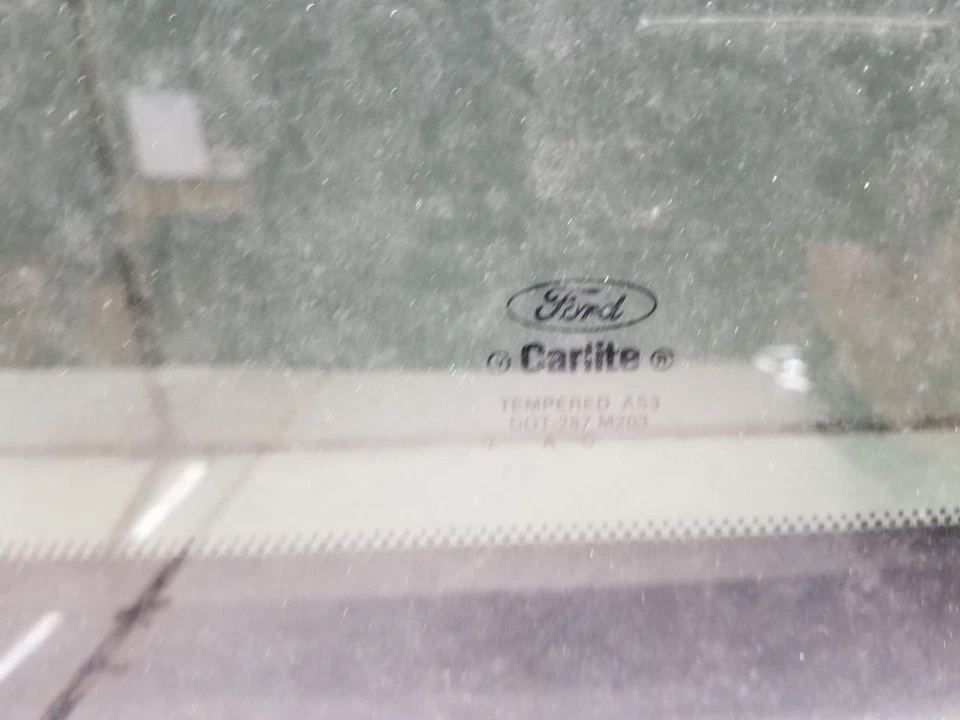 Ford
Carlite ®
TEMPERED AS3
DOT-287 M203